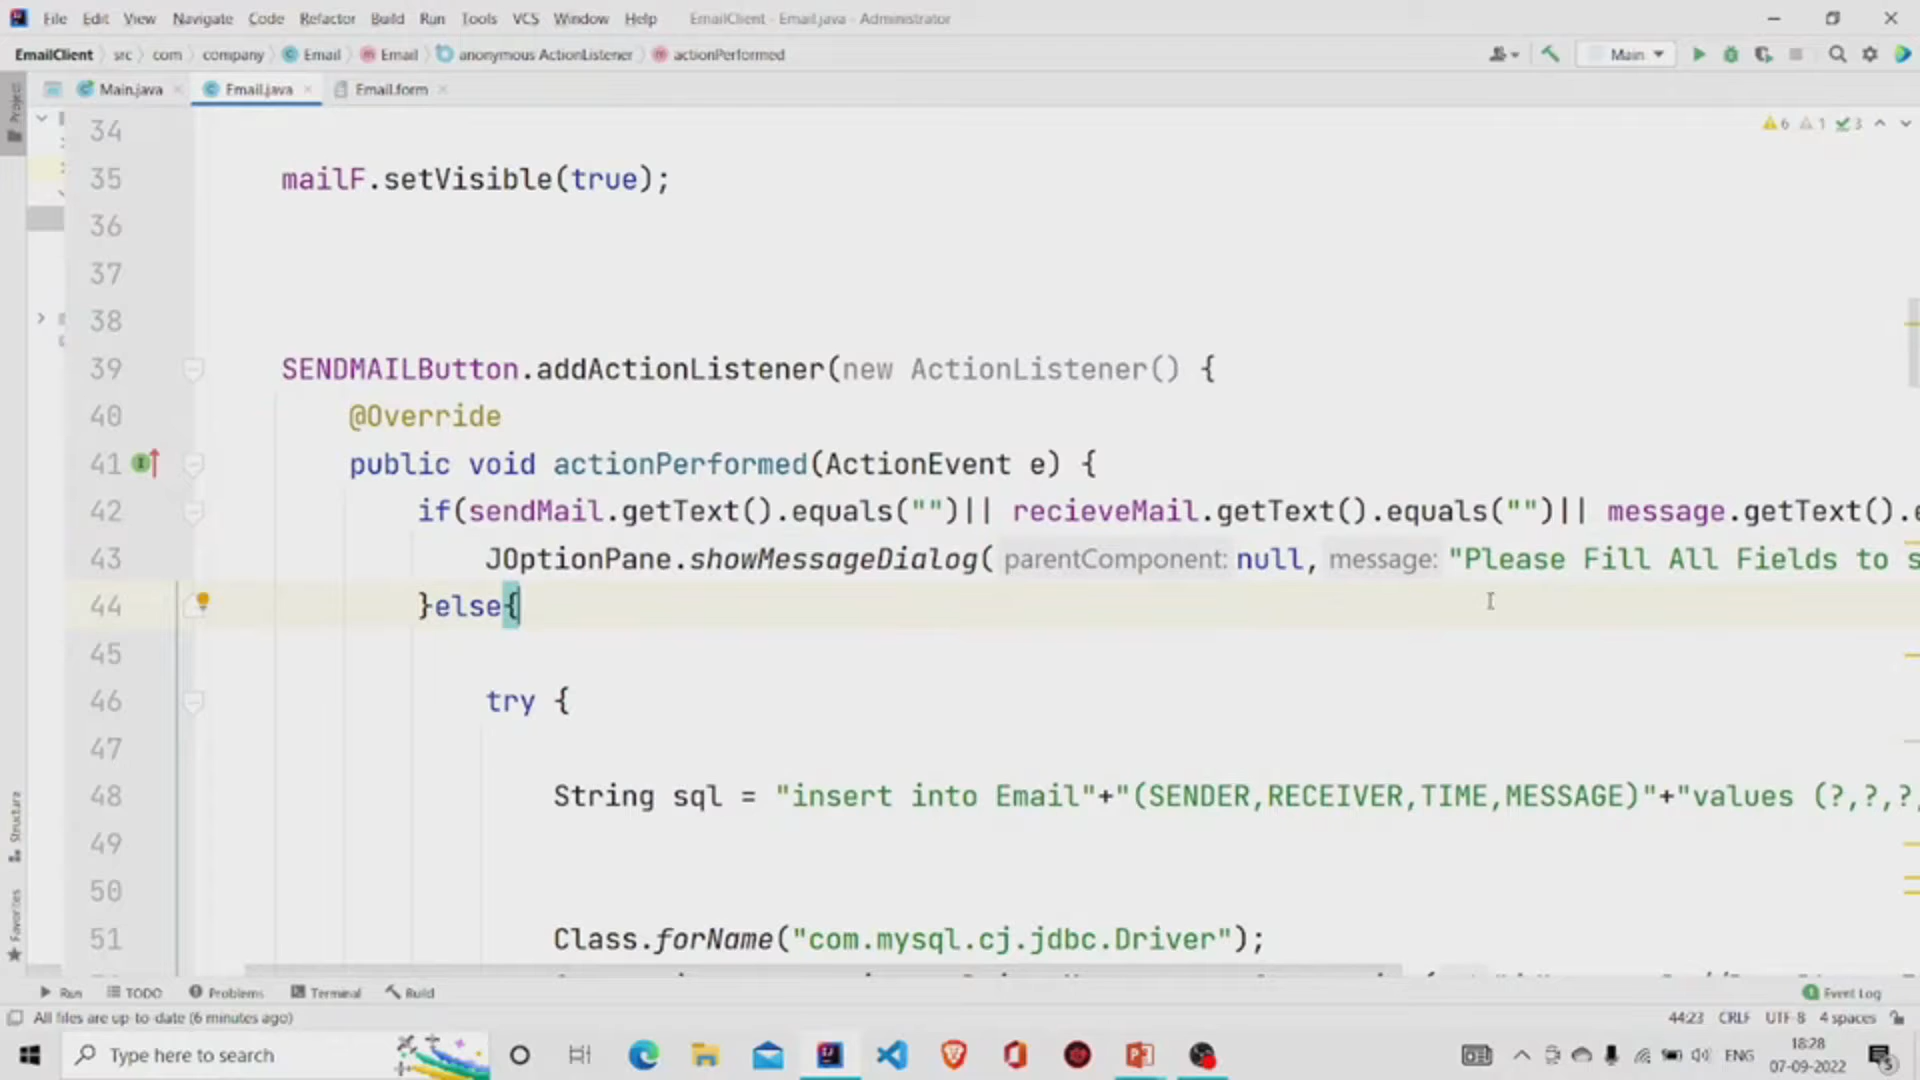 File Edit View Navigate Code Refactor Build Run Tools VCS Window Help EmailClient - Email.java - Administrator
EmailClient src com company Email Email anonymous ActionListener actionPerformed Main
Main.java Email.java Email.form
Project
6 1 3
34
35 mailF.setVisible(true);
36
37
38
39 SENDMAILButton.addActionListener(new ActionListener() {
40 @Override
41 public void actionPerformed(ActionEvent e) {
42 if(sendMail.getText().equals("")|| recieveMail.getText().equals("")|| message.getText().e
43 JOptionPane.showMessageDialog( parentComponent: null, message: "Please Fill All Fields to s
44 }else{
45
46 try {
47
48 String sql = "insert into Email"+"(SENDER,RECEIVER,TIME,MESSAGE)"+"values (?,?,?,
49
50
51 Class.forName("com.mysql.cj.jdbc.Driver");
Structure
Favorites
Run TODO Problems Terminal Build Event Log
All files are up-to-date (6 minutes ago) 44:23 CRLF UTF-8 4 spaces
Type here to search ENG 18:28
07-09-2022 5